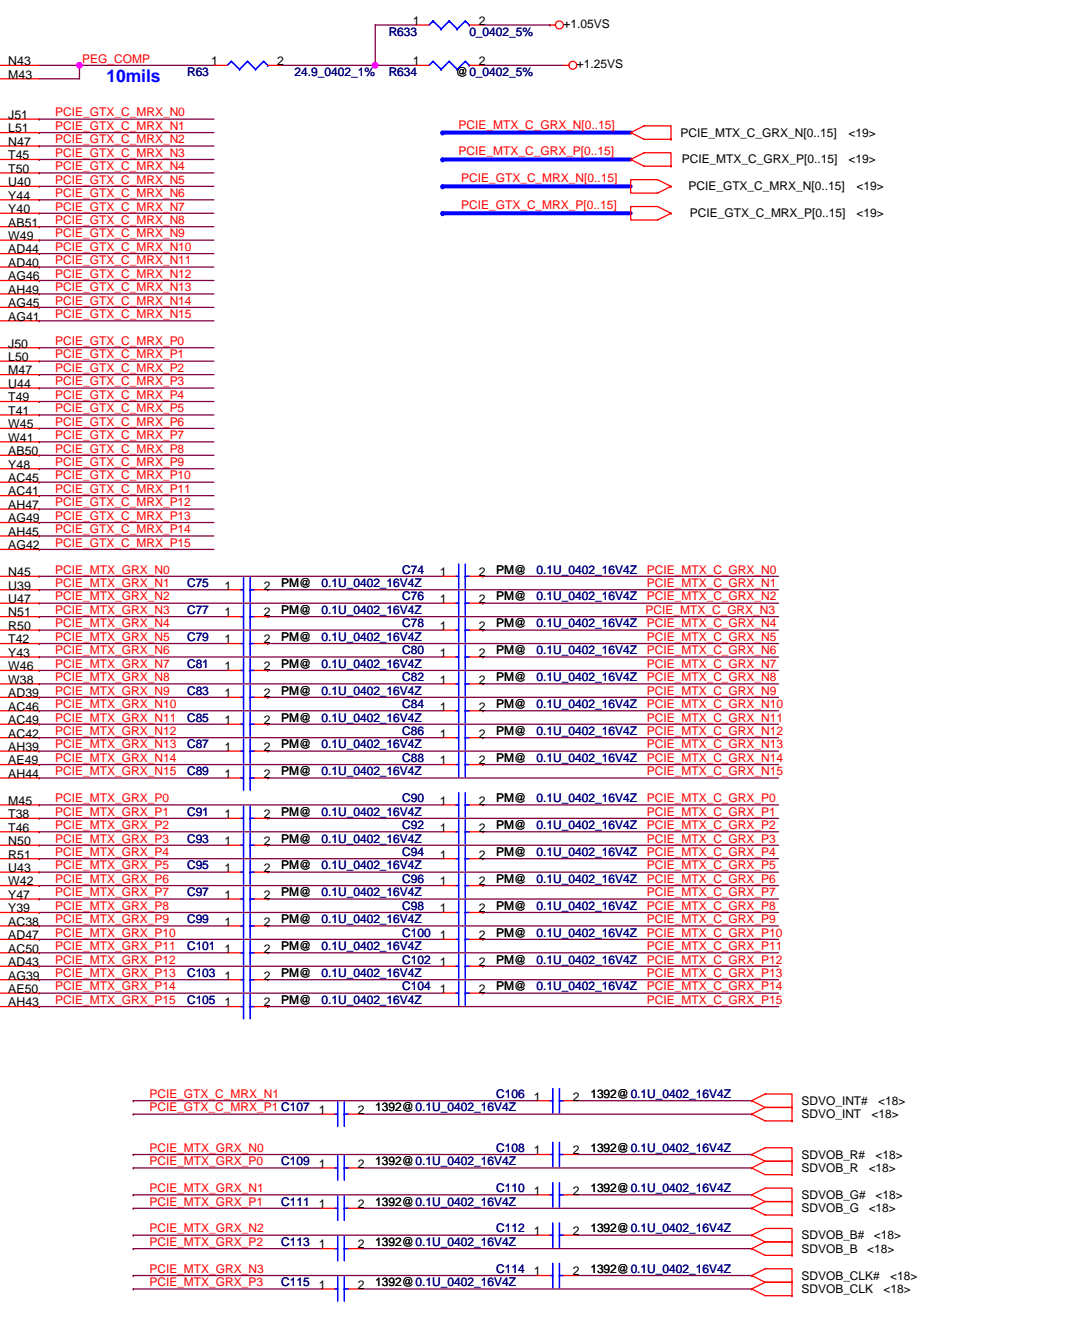 R633 1 2 0_0402_5% +1.05VS
N43 PEG_COMP R63 1 2 24.9_0402_1% R634 1 2 @0_0402_5% +1.25VS
M43 10mils
J51 PCIE_GTX_C_MRX_N0
L51 PCIE_GTX_C_MRX_N1
N47 PCIE_GTX_C_MRX_N2
T45 PCIE_GTX_C_MRX_N3
T50 PCIE_GTX_C_MRX_N4
U40 PCIE_GTX_C_MRX_N5
Y44 PCIE_GTX_C_MRX_N6
Y40 PCIE_GTX_C_MRX_N7
AB51 PCIE_GTX_C_MRX_N8
W49 PCIE_GTX_C_MRX_N9
AD44 PCIE_GTX_C_MRX_N10
AD40 PCIE_GTX_C_MRX_N11
AG46 PCIE_GTX_C_MRX_N12
AH49 PCIE_GTX_C_MRX_N13
AG45 PCIE_GTX_C_MRX_N14
AG41 PCIE_GTX_C_MRX_N15
PCIE_MTX_C_GRX_N[0..15] PCIE_MTX_C_GRX_N[0..15] <19>
PCIE_MTX_C_GRX_P[0..15] PCIE_MTX_C_GRX_P[0..15] <19>
PCIE_GTX_C_MRX_N[0..15] PCIE_GTX_C_MRX_N[0..15] <19>
PCIE_GTX_C_MRX_P[0..15] PCIE_GTX_C_MRX_P[0..15] <19>
J50 PCIE_GTX_C_MRX_P0
L50 PCIE_GTX_C_MRX_P1
M47 PCIE_GTX_C_MRX_P2
U44 PCIE_GTX_C_MRX_P3
T49 PCIE_GTX_C_MRX_P4
T41 PCIE_GTX_C_MRX_P5
W45 PCIE_GTX_C_MRX_P6
W41 PCIE_GTX_C_MRX_P7
AB50 PCIE_GTX_C_MRX_P8
Y48 PCIE_GTX_C_MRX_P9
AC45 PCIE_GTX_C_MRX_P10
AC41 PCIE_GTX_C_MRX_P11
AH47 PCIE_GTX_C_MRX_P12
AG49 PCIE_GTX_C_MRX_P13
AH45 PCIE_GTX_C_MRX_P14
AG42 PCIE_GTX_C_MRX_P15
N45 PCIE_MTX_GRX_N0 C74 1 2 PM@ 0.1U_0402_16V4Z PCIE_MTX_C_GRX_N0
U39 PCIE_MTX_GRX_N1 C75 1 2 PM@ 0.1U_0402_16V4Z PCIE_MTX_C_GRX_N1
U47 PCIE_MTX_GRX_N2 C76 1 2 PM@ 0.1U_0402_16V4Z PCIE_MTX_C_GRX_N2
N51 PCIE_MTX_GRX_N3 C77 1 2 PM@ 0.1U_0402_16V4Z PCIE_MTX_C_GRX_N3
R50 PCIE_MTX_GRX_N4 C78 1 2 PM@ 0.1U_0402_16V4Z PCIE_MTX_C_GRX_N4
T42 PCIE_MTX_GRX_N5 C79 1 2 PM@ 0.1U_0402_16V4Z PCIE_MTX_C_GRX_N5
Y43 PCIE_MTX_GRX_N6 C80 1 2 PM@ 0.1U_0402_16V4Z PCIE_MTX_C_GRX_N6
W46 PCIE_MTX_GRX_N7 C81 1 2 PM@ 0.1U_0402_16V4Z PCIE_MTX_C_GRX_N7
W38 PCIE_MTX_GRX_N8 C82 1 2 PM@ 0.1U_0402_16V4Z PCIE_MTX_C_GRX_N8
AD39 PCIE_MTX_GRX_N9 C83 1 2 PM@ 0.1U_0402_16V4Z PCIE_MTX_C_GRX_N9
AC46 PCIE_MTX_GRX_N10 C84 1 2 PM@ 0.1U_0402_16V4Z PCIE_MTX_C_GRX_N10
AC49 PCIE_MTX_GRX_N11 C85 1 2 PM@ 0.1U_0402_16V4Z PCIE_MTX_C_GRX_N11
AC42 PCIE_MTX_GRX_N12 C86 1 2 PM@ 0.1U_0402_16V4Z PCIE_MTX_C_GRX_N12
AH39 PCIE_MTX_GRX_N13 C87 1 2 PM@ 0.1U_0402_16V4Z PCIE_MTX_C_GRX_N13
AE49 PCIE_MTX_GRX_N14 C88 1 2 PM@ 0.1U_0402_16V4Z PCIE_MTX_C_GRX_N14
AH44 PCIE_MTX_GRX_N15 C89 1 2 PM@ 0.1U_0402_16V4Z PCIE_MTX_C_GRX_N15
M45 PCIE_MTX_GRX_P0 C90 1 2 PM@ 0.1U_0402_16V4Z PCIE_MTX_C_GRX_P0
T38 PCIE_MTX_GRX_P1 C91 1 2 PM@ 0.1U_0402_16V4Z PCIE_MTX_C_GRX_P1
T46 PCIE_MTX_GRX_P2 C92 1 2 PM@ 0.1U_0402_16V4Z PCIE_MTX_C_GRX_P2
N50 PCIE_MTX_GRX_P3 C93 1 2 PM@ 0.1U_0402_16V4Z PCIE_MTX_C_GRX_P3
R51 PCIE_MTX_GRX_P4 C94 1 2 PM@ 0.1U_0402_16V4Z PCIE_MTX_C_GRX_P4
U43 PCIE_MTX_GRX_P5 C95 1 2 PM@ 0.1U_0402_16V4Z PCIE_MTX_C_GRX_P5
W42 PCIE_MTX_GRX_P6 C96 1 2 PM@ 0.1U_0402_16V4Z PCIE_MTX_C_GRX_P6
Y47 PCIE_MTX_GRX_P7 C97 1 2 PM@ 0.1U_0402_16V4Z PCIE_MTX_C_GRX_P7
Y39 PCIE_MTX_GRX_P8 C98 1 2 PM@ 0.1U_0402_16V4Z PCIE_MTX_C_GRX_P8
AC38 PCIE_MTX_GRX_P9 C99 1 2 PM@ 0.1U_0402_16V4Z PCIE_MTX_C_GRX_P9
AD47 PCIE_MTX_GRX_P10 C100 1 2 PM@ 0.1U_0402_16V4Z PCIE_MTX_C_GRX_P10
AC50 PCIE_MTX_GRX_P11 C101 1 2 PM@ 0.1U_0402_16V4Z PCIE_MTX_C_GRX_P11
AD43 PCIE_MTX_GRX_P12 C102 1 2 PM@ 0.1U_0402_16V4Z PCIE_MTX_C_GRX_P12
AG39 PCIE_MTX_GRX_P13 C103 1 2 PM@ 0.1U_0402_16V4Z PCIE_MTX_C_GRX_P13
AE50 PCIE_MTX_GRX_P14 C104 1 2 PM@ 0.1U_0402_16V4Z PCIE_MTX_C_GRX_P14
AH43 PCIE_MTX_GRX_P15 C105 1 2 PM@ 0.1U_0402_16V4Z PCIE_MTX_C_GRX_P15
PCIE_GTX_C_MRX_N1 C106 1 2 1392@0.1U_0402_16V4Z SDVO_INT# <18>
PCIE_GTX_C_MRX_P1 C107 1 2 1392@0.1U_0402_16V4Z SDVO_INT <18>
PCIE_MTX_GRX_N0 C108 1 2 1392@0.1U_0402_16V4Z SDVOB_R# <18>
PCIE_MTX_GRX_P0 C109 1 2 1392@0.1U_0402_16V4Z SDVOB_R <18>
PCIE_MTX_GRX_N1 C110 1 2 1392@0.1U_0402_16V4Z SDVOB_G# <18>
PCIE_MTX_GRX_P1 C111 1 2 1392@0.1U_0402_16V4Z SDVOB_G <18>
PCIE_MTX_GRX_N2 C112 1 2 1392@0.1U_0402_16V4Z SDVOB_B# <18>
PCIE_MTX_GRX_P2 C113 1 2 1392@0.1U_0402_16V4Z SDVOB_B <18>
PCIE_MTX_GRX_N3 C114 1 2 1392@0.1U_0402_16V4Z SDVOB_CLK# <18>
PCIE_MTX_GRX_P3 C115 1 2 1392@0.1U_0402_16V4Z SDVOB_CLK <18>